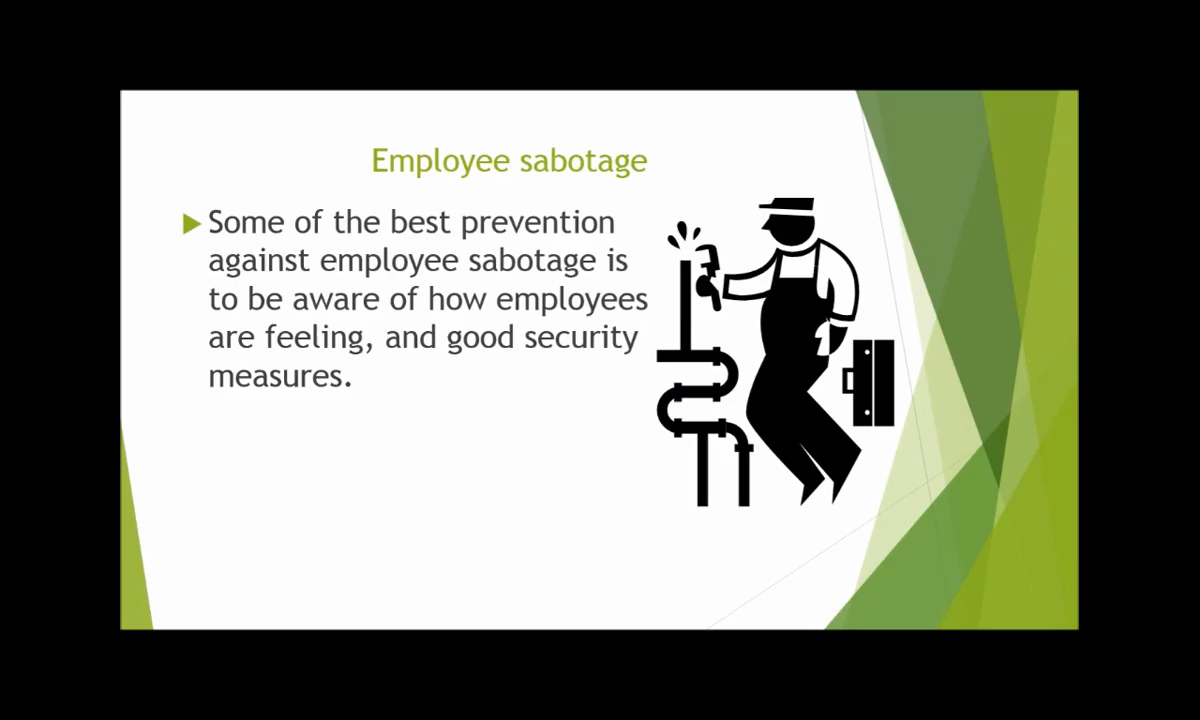 Employee sabotage
Some of the best prevention
against employee sabotage is
to be aware of how employees
are feeling, and good security
measures.